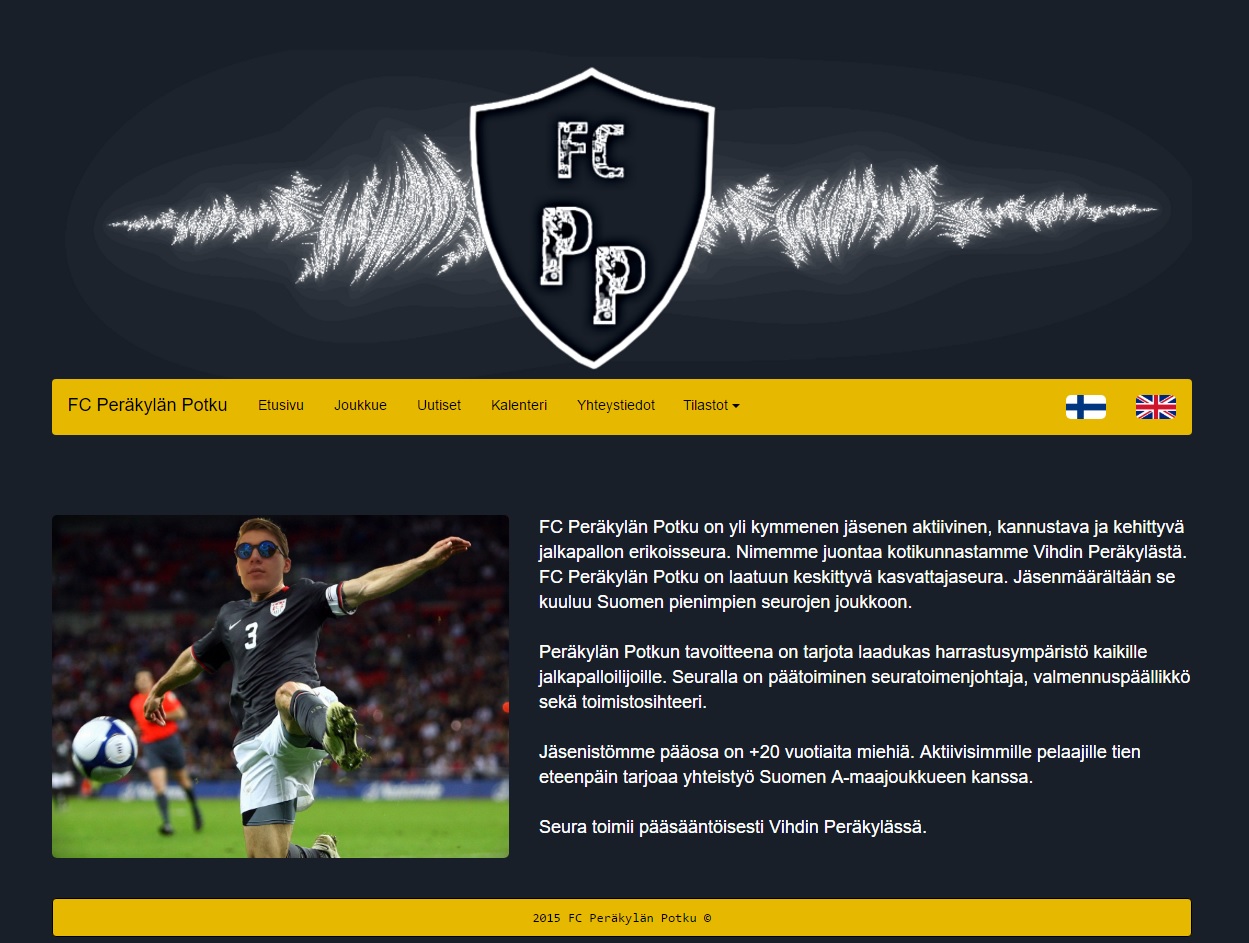 FC
P
P
FC Peräkylän Potku Etusivu Joukkue Uutiset Kalenteri Yhteystiedot Tilastot
3
FC Peräkylän Potku on yli kymmenen jäsenen aktiivinen, kannustava ja kehittyvä
jalkapallon erikoisseura. Nimemme juontaa kotikunnastamme Vihdin Peräkylästä.
FC Peräkylän Potku on laatuun keskittyvä kasvattajaseura. Jäsenmäärältään se
kuuluu Suomen pienimpien seurojen joukkoon.
Peräkylän Potkun tavoitteena on tarjota laadukas harrastusympäristö kaikille
jalkapalloilijoille. Seuralla on päätoiminen seuratoimenjohtaja, valmennuspäällikkö
sekä toimistosihteeri.
Jäsenistömme pääosa on +20 vuotiaita miehiä. Aktiivisimmille pelaajille tien
eteenpäin tarjoaa yhteistyö Suomen A-maajoukkueen kanssa.
Seura toimii pääsääntöisesti Vihdin Peräkylässä.
2015 FC Peräkylän Potku ©